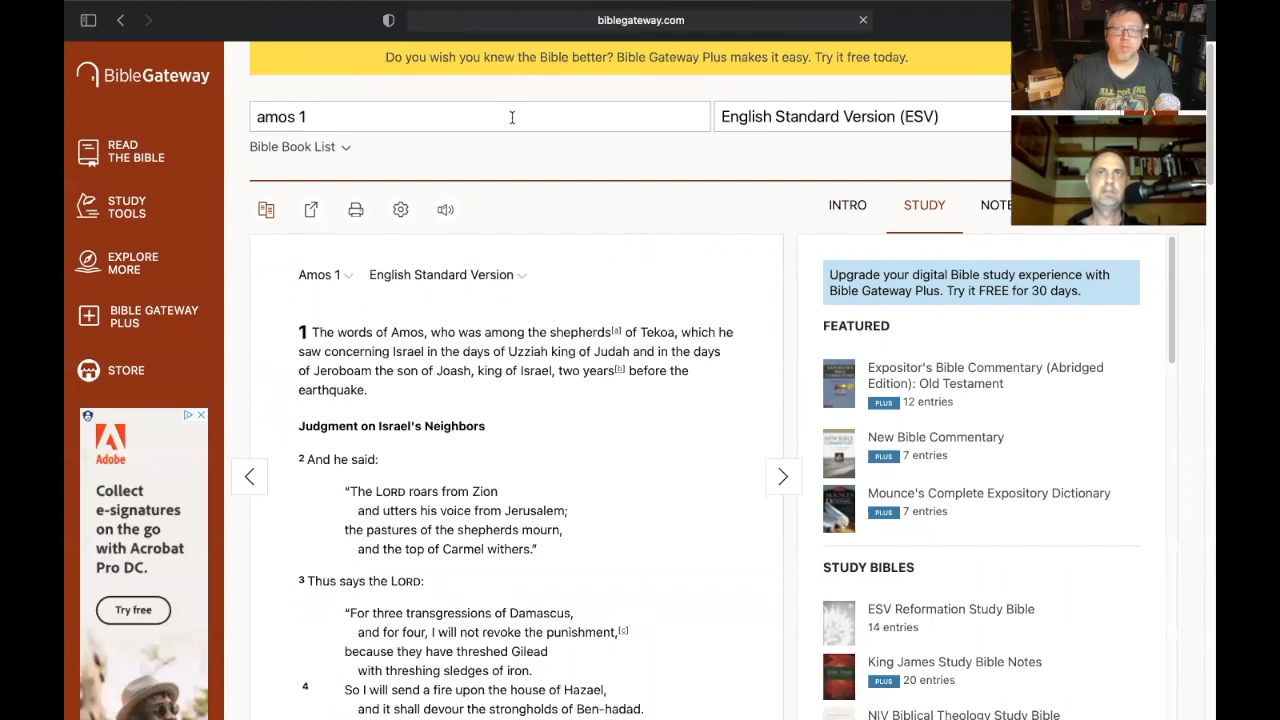 biblegateway.com
BibleGateway
READ
THE BIBLE
STUDY
TOOLS
EXPLORE
MORE
BIBLE GATEWAY
PLUS
STORE
Adobe
Collect
e-signatures
on the go
with Acrobat
Pro DC.
Try free
Do you wish you knew the Bible better? Bible Gateway Plus makes it easy. Try it free today.
amos 1
English Standard Version (ESV)
Bible Book List
INTRO
STUDY
NOTE
Amos 1
English Standard Version
1 The words of Amos, who was among the shepherds[a] of Tekoa, which he
saw concerning Israel in the days of Uzziah king of Judah and in the days
of Jeroboam the son of Joash, king of Israel, two years[b] before the
earthquake.
Judgment on Israel's Neighbors
2 And he said:
“The LORD roars from Zion
and utters his voice from Jerusalem;
the pastures of the shepherds mourn,
and the top of Carmel withers.”
3 Thus says the LORD:
“For three transgressions of Damascus,
and for four, I will not revoke the punishment,[c]
because they have threshed Gilead
with threshing sledges of iron.
4 So I will send a fire upon the house of Hazael,
and it shall devour the strongholds of Ben-hadad.
Upgrade your digital Bible study experience with
Bible Gateway Plus. Try it FREE for 30 days.
FEATURED
Expositor's Bible Commentary (Abridged
Edition): Old Testament
PLUS 12 entries
New Bible Commentary
PLUS 7 entries
Mounce's Complete Expository Dictionary
PLUS 7 entries
STUDY BIBLES
ESV Reformation Study Bible
14 entries
King James Study Bible Notes
PLUS 20 entries
NIV Biblical Theology Study Bible